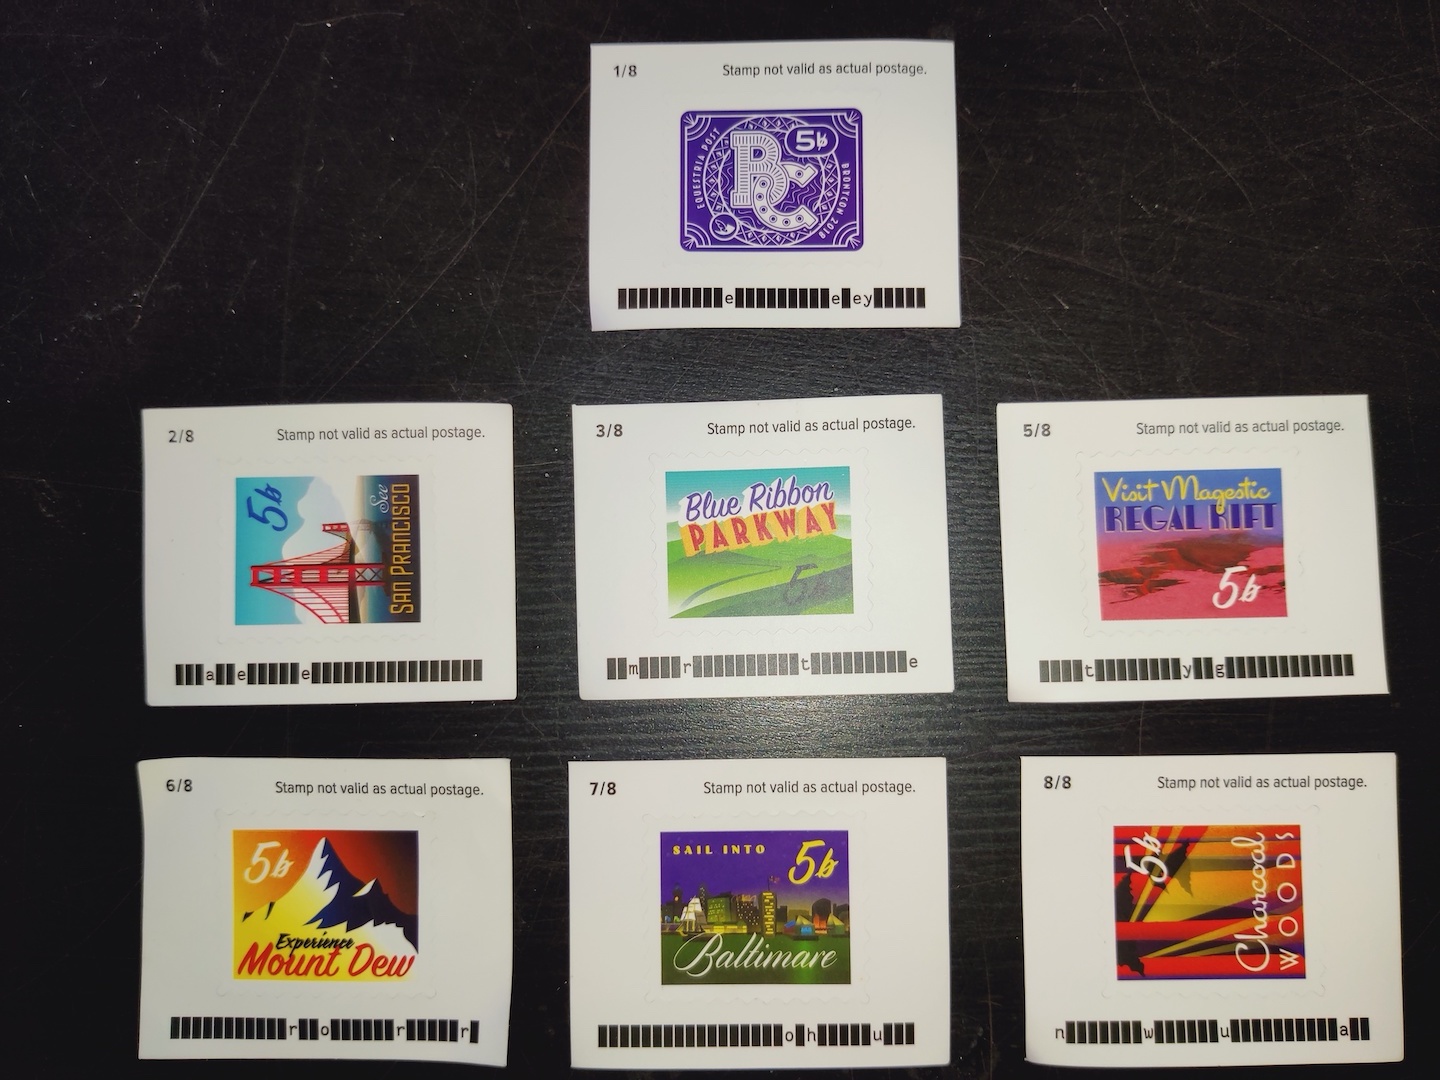 1/8 Stamp not valid as actual postage.
EQUESTRIA POST
BC
5b
BRONYCON 2018
e e ey
2/8 Stamp not valid as actual postage.
5b
See
SAN PRANCISCO
a e e
3/8 Stamp not valid as actual postage.
Blue Ribbon
PARKWAY
5b
m r t e
5/8 Stamp not valid as actual postage.
Visit Magestic
REGAL RIFT
5b
t y g
6/8 Stamp not valid as actual postage.
5b
Experience
Mount Dew
r o r r
7/8 Stamp not valid as actual postage.
SAIL INTO
5b
Baltimare
o h u
8/8 Stamp not valid as actual postage.
5b
Charcoal
WOODS
n w u a